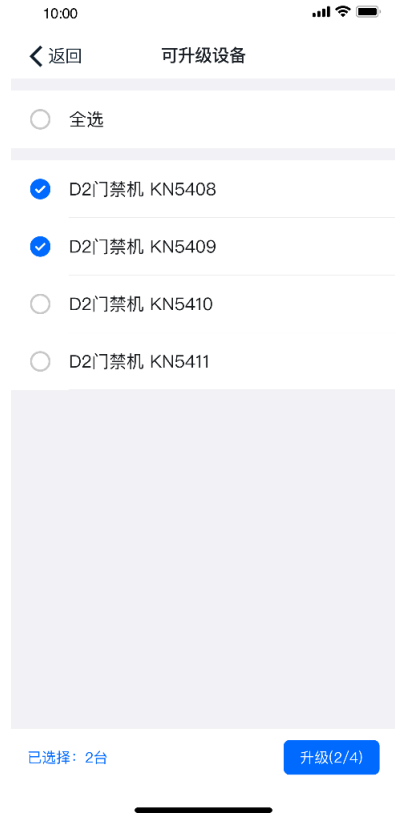 10:00
返回
可升级设备
全选
D2门禁机 KN5408
D2门禁机 KN5409
D2门禁机 KN5410
D2门禁机 KN5411
已选择：2台
升级(2/4)